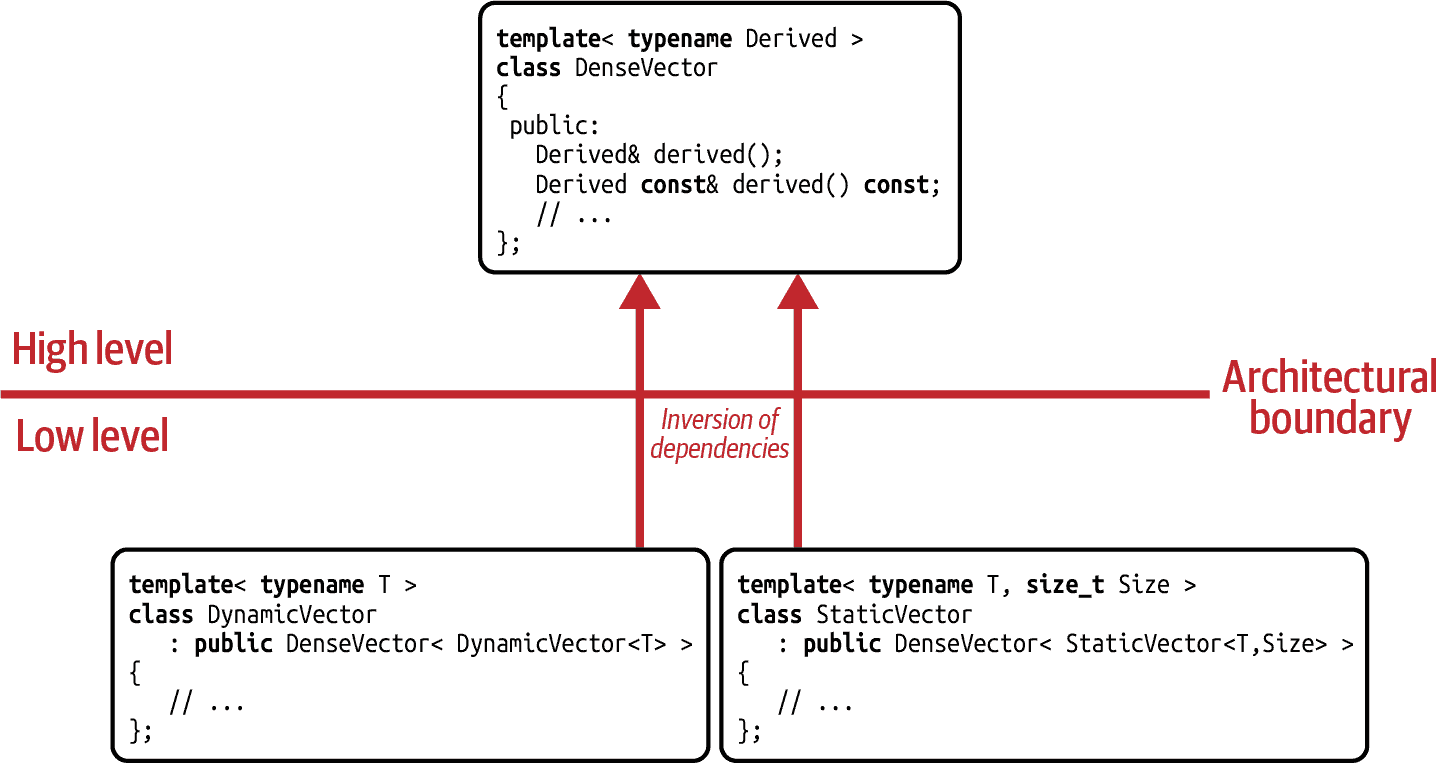 template< typename Derived >
class DenseVector
{
 public:
   Derived& derived();
   Derived const& derived() const;
   // ...
};
High level
Architectural
boundary
Low level
Inversion of
dependencies
template< typename T >
class DynamicVector
   : public DenseVector< DynamicVector<T> >
{
   // ...
};
template< typename T, size_t Size >
class StaticVector
   : public DenseVector< StaticVector<T,Size> >
{
   // ...
};